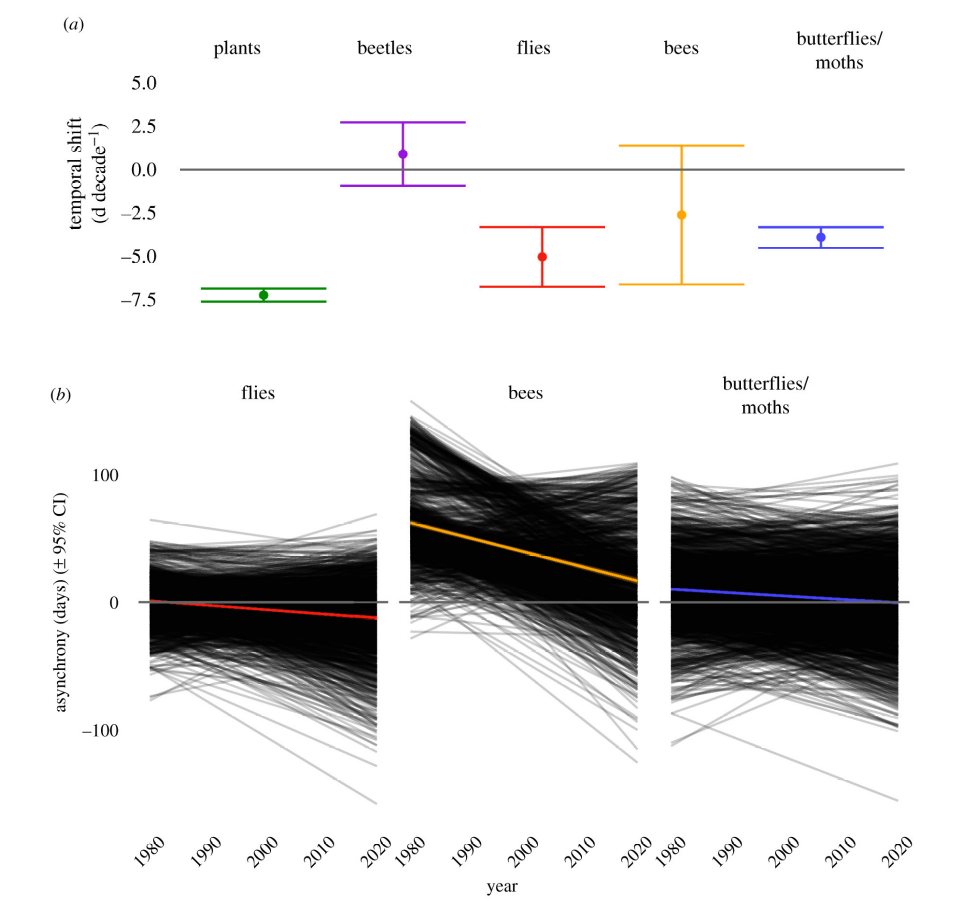 (a)
plants beetles flies bees butterflies/
moths
temporal shift
(d decade−1)
5.0
2.5
0.0
−2.5
−5.0
−7.5
(b)
flies bees butterflies/
moths
asynchrony (days) (± 95% CI)
100
0
−100
1980 1990 2000 2010 2020 1980 1990 2000 2010 2020 1980 1990 2000 2010 2020
year